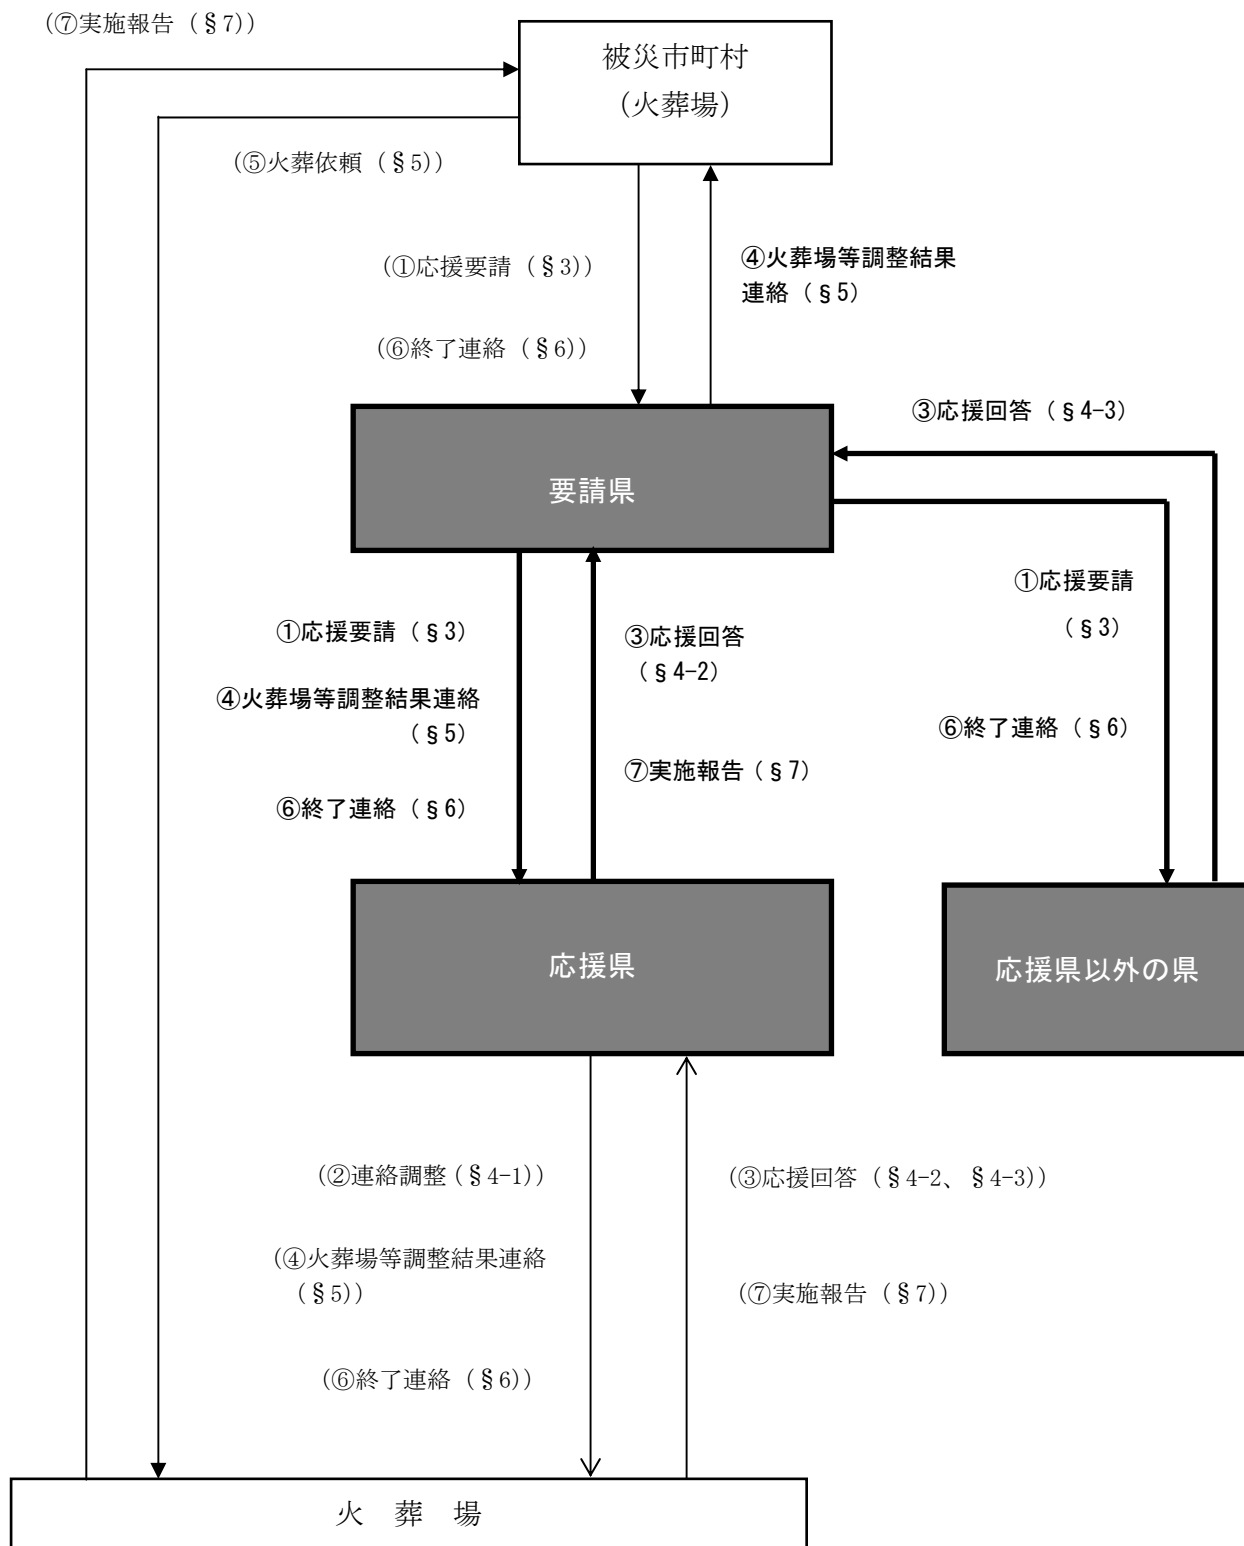 (⑦実施報告（§7))
被災市町村
（火葬場）
(⑤火葬依頼（§5))
(①応援要請（§3))
④火葬場等調整結果
連絡（§5）
(⑥終了連絡（§6))
③応援回答（§4-3）
要請県
①応援要請
（§3）
①応援要請（§3）
③応援回答
（§4-2）
④火葬場等調整結果連絡
（§5）
⑥終了連絡（§6）
⑦実施報告(§7)
⑥終了連絡（§6）
応援県
応援県以外の県
(②連絡調整(§4-1))
(③応援回答（§4-2、§4-3))
(④火葬場等調整結果連絡
（§5))
(⑦実施報告（§7))
(⑥終了連絡（§6))
火　葬　場